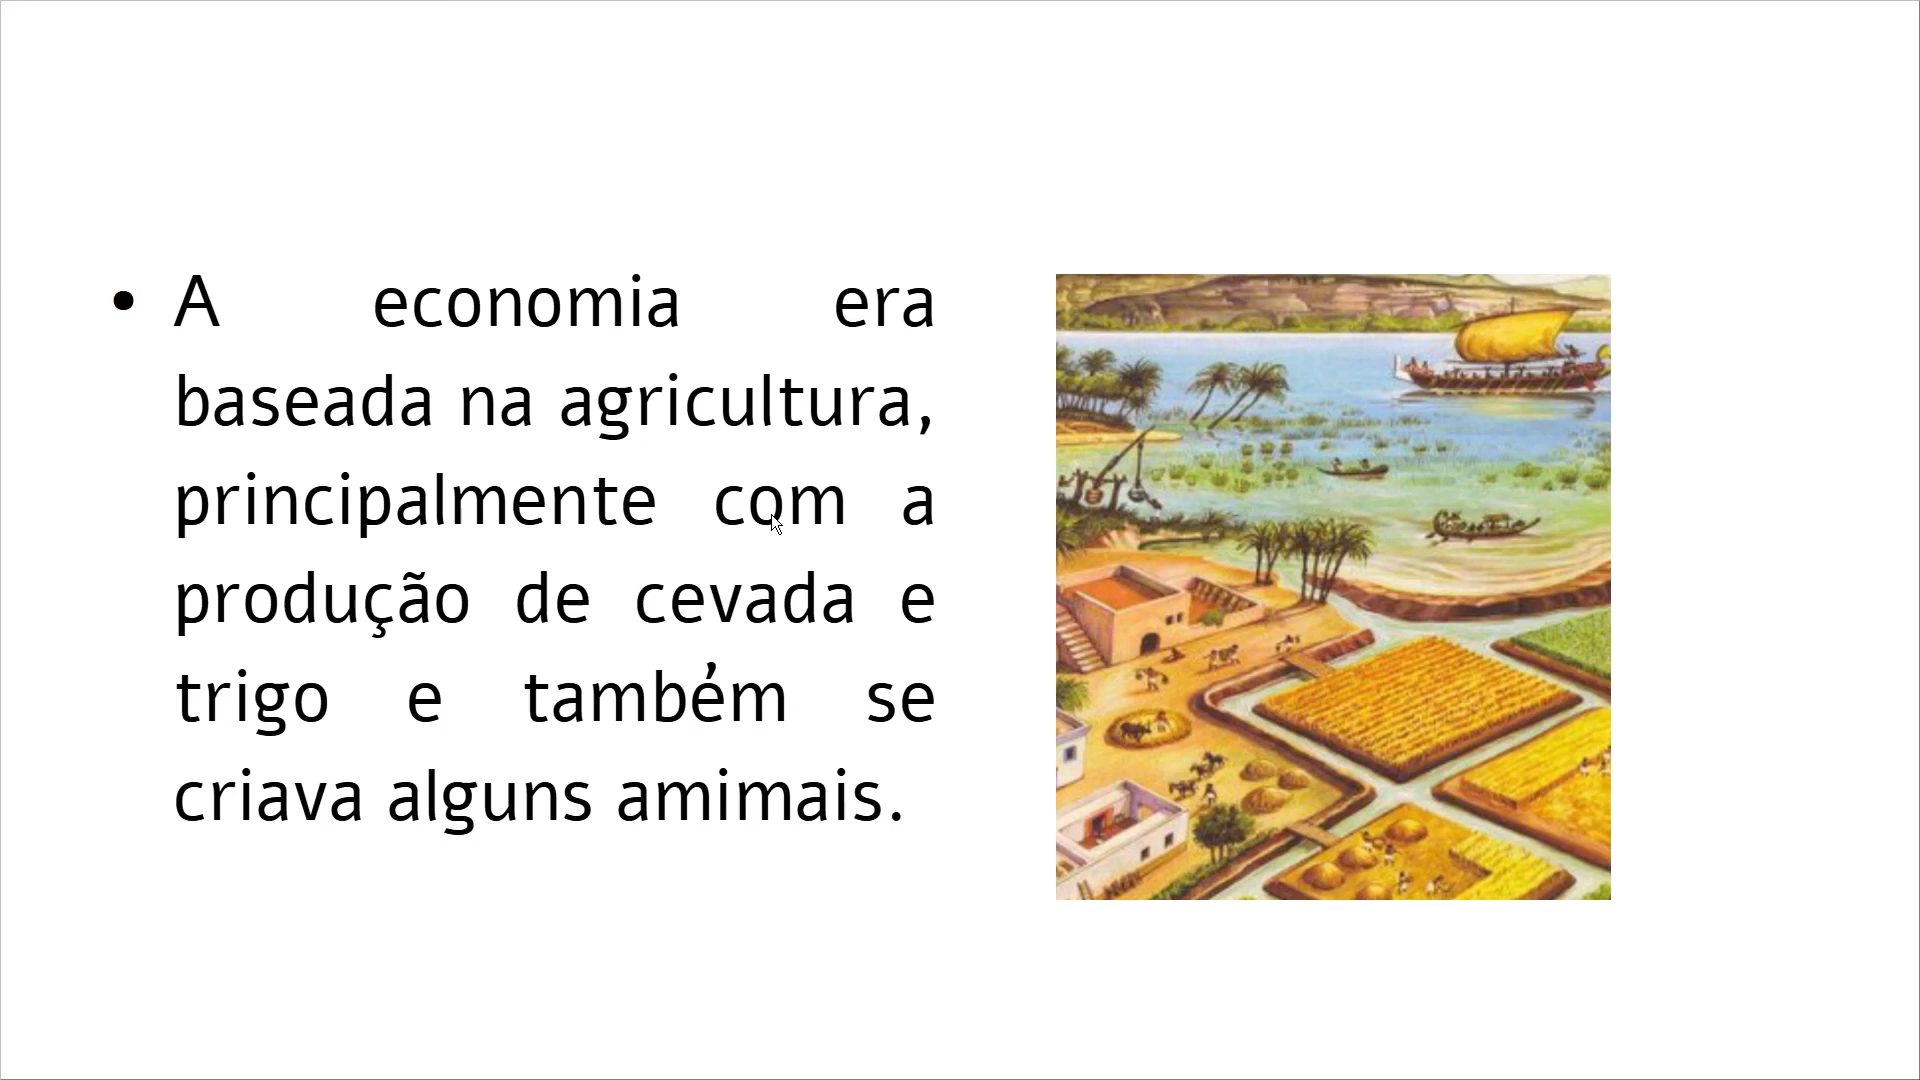 • A economia era
baseada na agricultura,
principalmente com a
produção de cevada e
trigo e também se
criava alguns amimais.